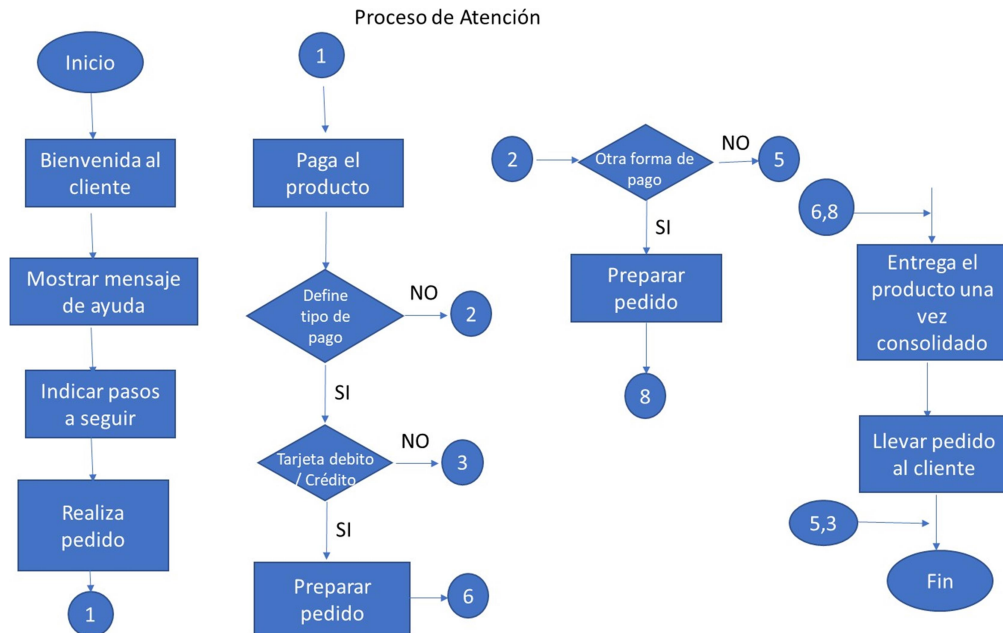 Proceso de Atención
Inicio
Bienvenida al
cliente
Mostrar mensaje
de ayuda
Indicar pasos
a seguir
Realiza
pedido
1
1
Paga el
producto
Define
tipo de
pago
NO
2
SI
Tarjeta debito
/ Crédito
NO
3
SI
Preparar
pedido
6
2
Otra forma de
pago
NO
5
SI
Preparar
pedido
8
6,8
Entrega el
producto una
vez
consolidado
Llevar pedido
al cliente
5,3
Fin